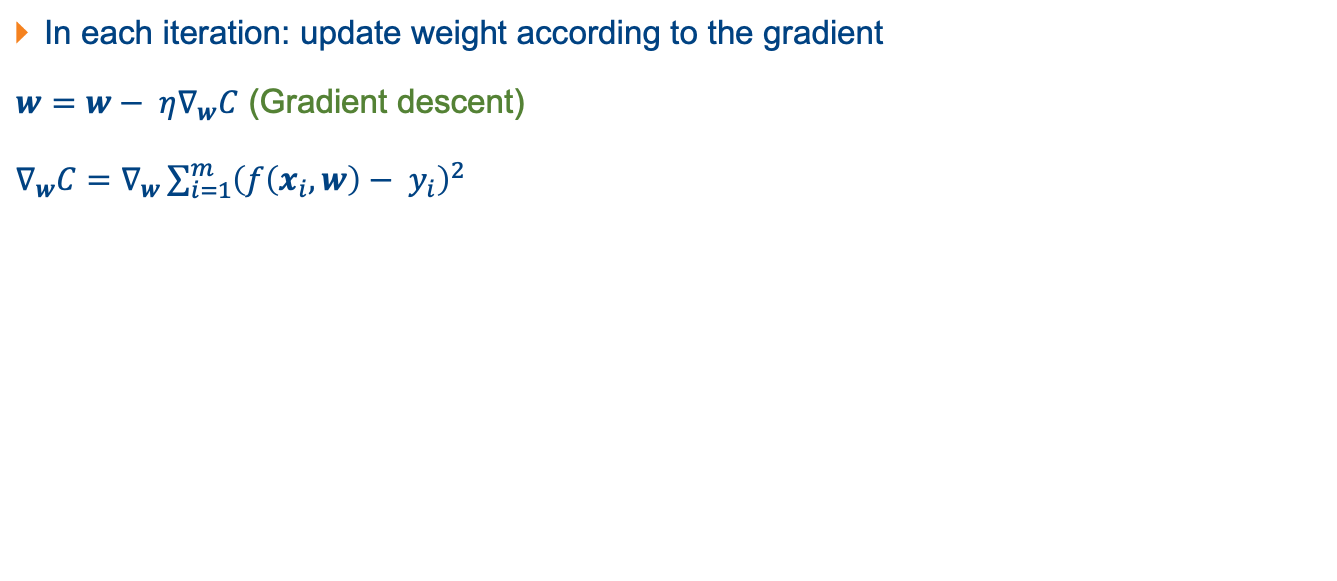 In each iteration: update weight according to the gradient
𝒘 = 𝒘 − 𝜂∇𝒘𝐶 (Gradient descent)
∇𝒘𝐶 = ∇𝒘 ∑ᵢ₌₁ᵐ(𝑓(𝒙ᵢ, 𝒘) − 𝑦ᵢ)²